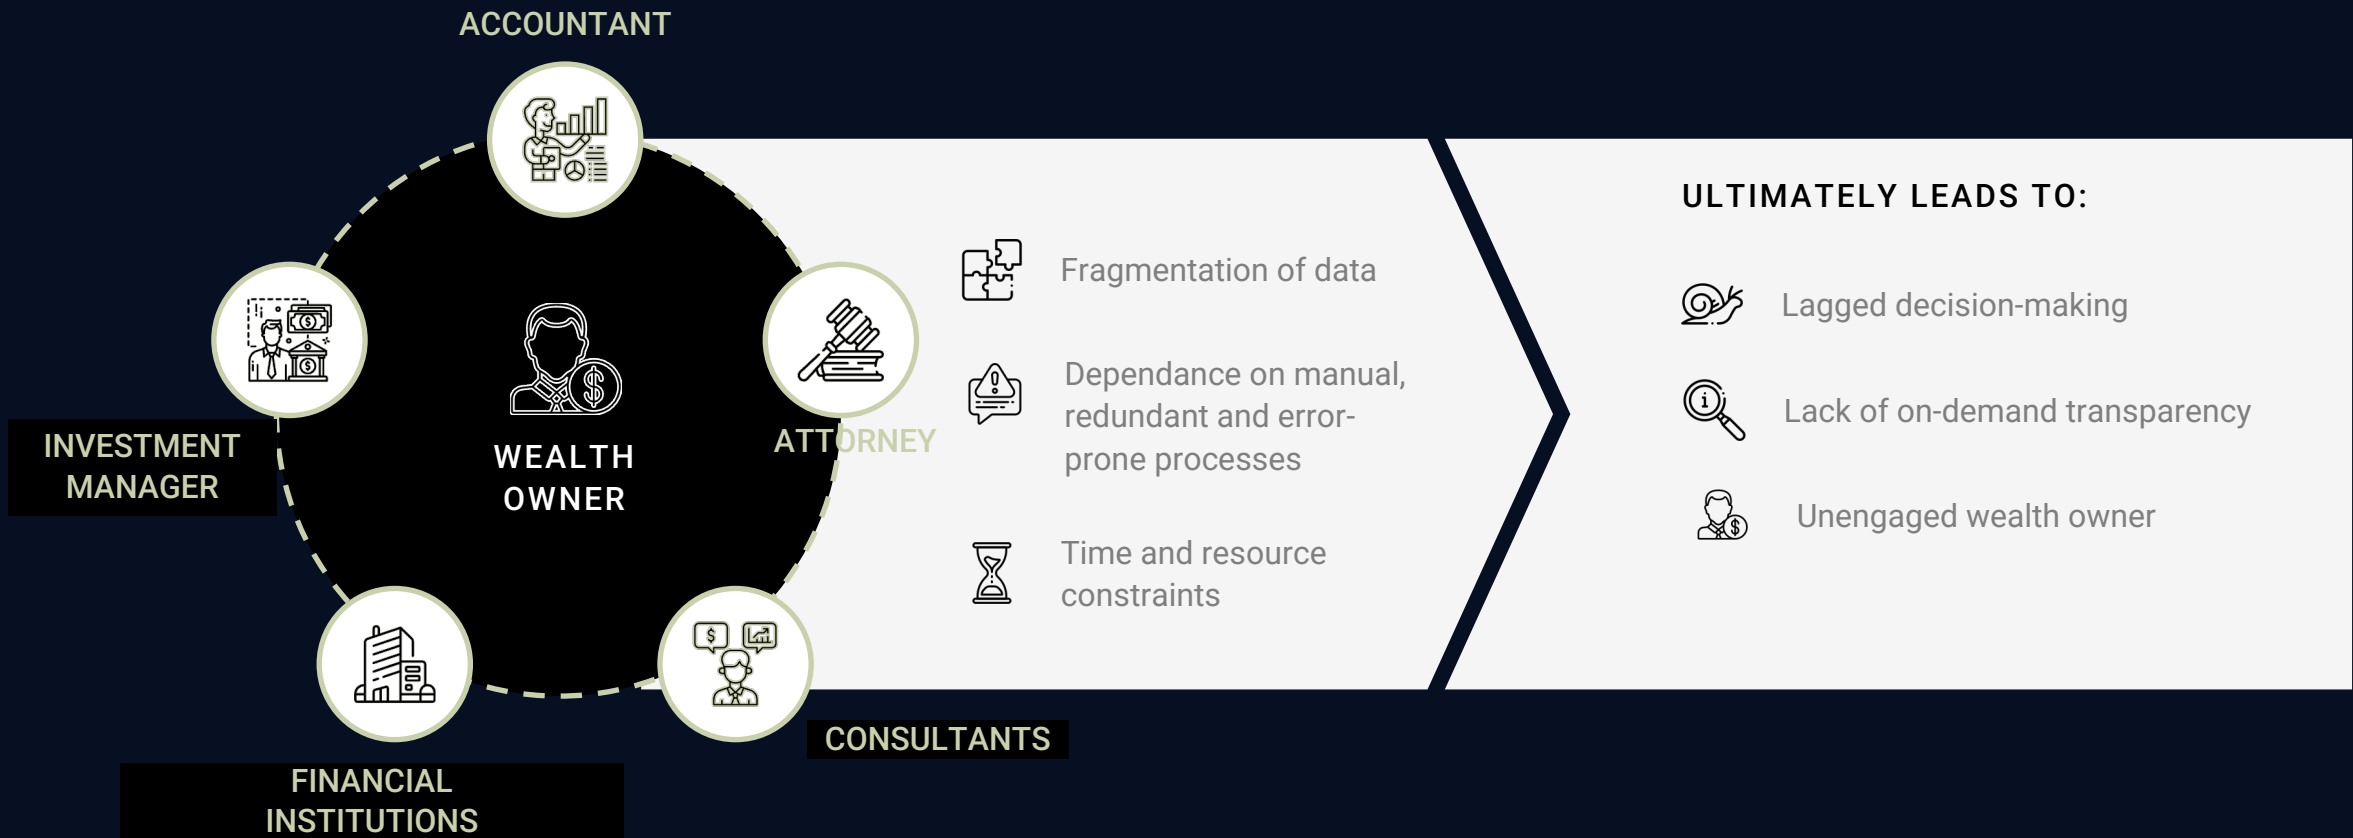 ACCOUNTANT
INVESTMENT
MANAGER
WEALTH
OWNER
ATTORNEY
FINANCIAL
INSTITUTIONS
CONSULTANTS
Fragmentation of data
Dependance on manual,
redundant and error-
prone processes
Time and resource
constraints
ULTIMATELY LEADS TO:
Lagged decision-making
Lack of on-demand transparency
Unengaged wealth owner